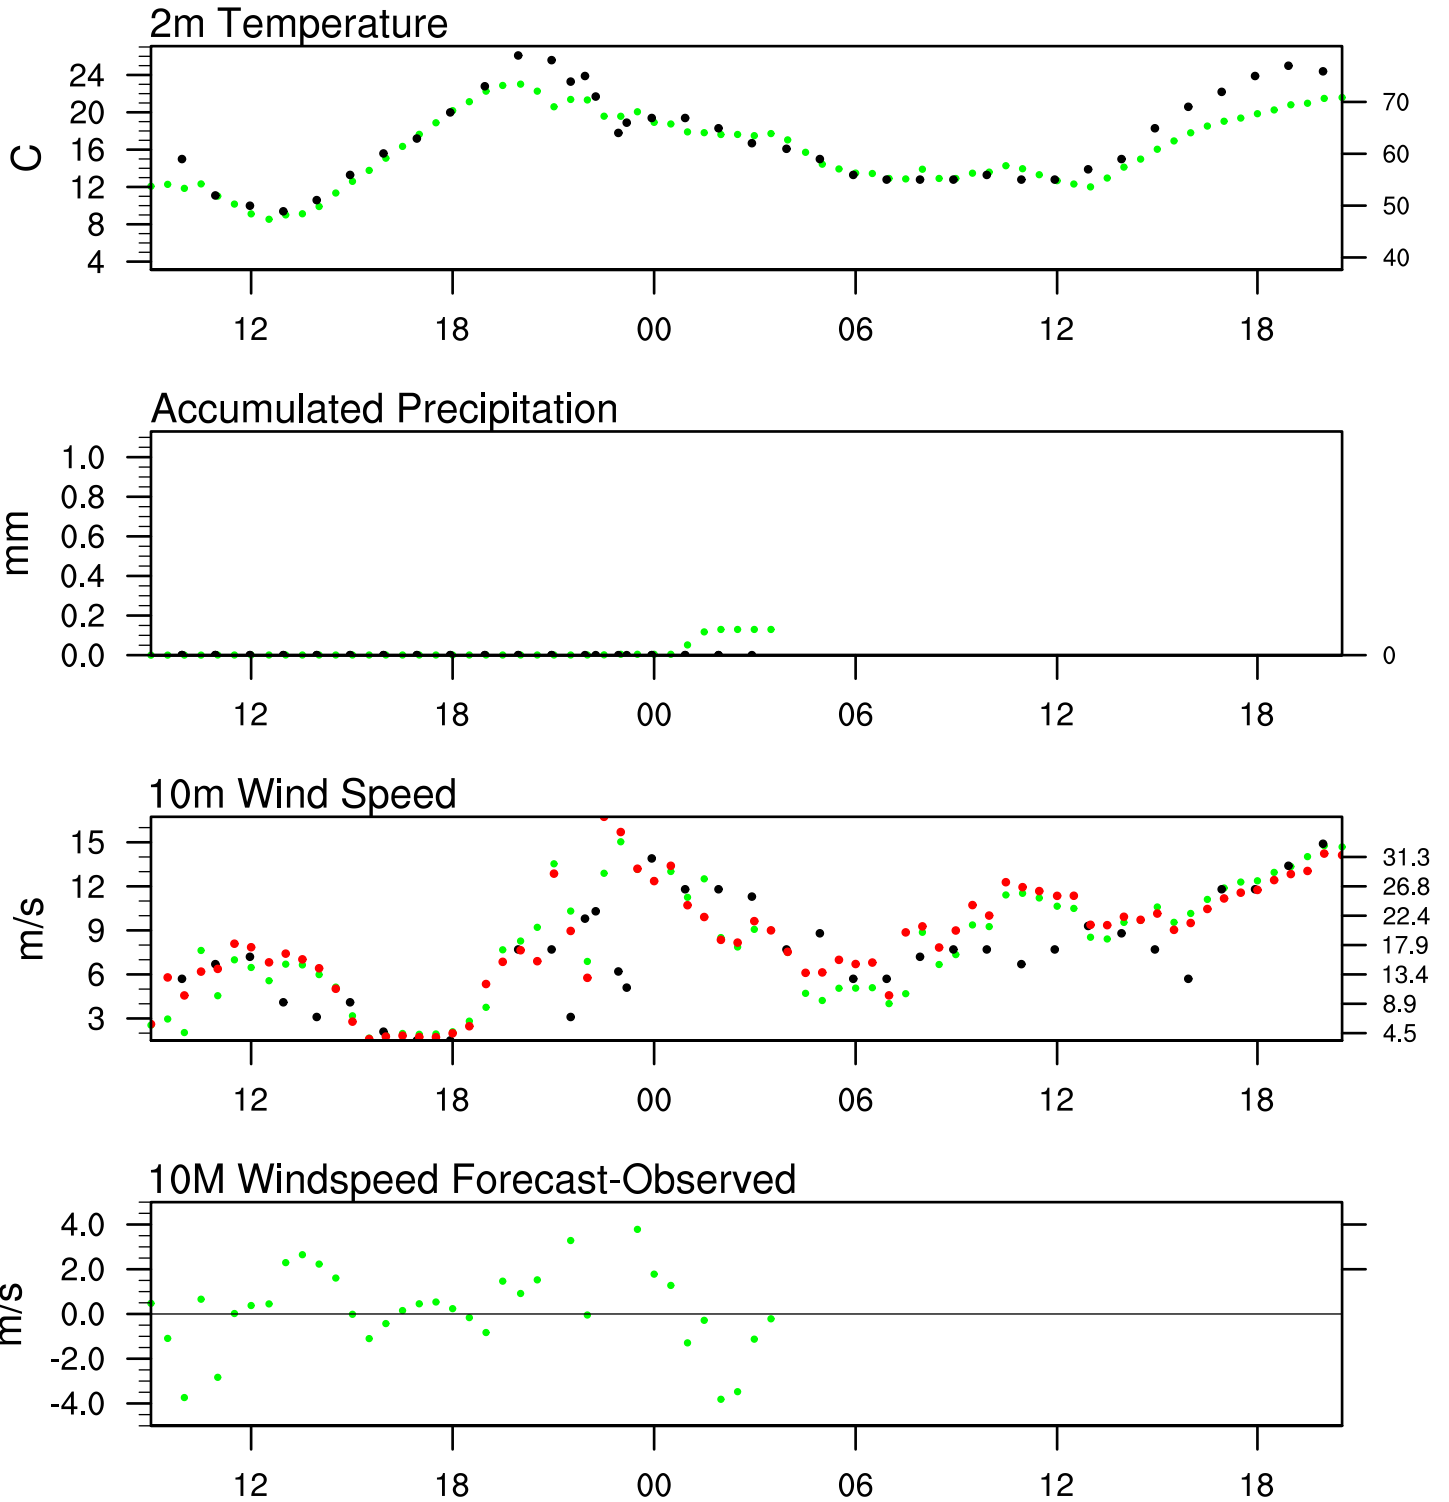 2m Temperature
24
20
16
12
8
4
C
70
60
50
40
12 18 00 06 12 18
Accumulated Precipitation
1.0
0.8
0.6
0.4
0.2
0.0
mm
0
12 18 00 06 12 18
10m Wind Speed
15
12
9
6
3
m/s
31.3
26.8
22.4
17.9
13.4
8.9
4.5
12 18 00 06 12 18
10M Windspeed Forecast-Observed
4.0
2.0
0.0
-2.0
-4.0
m/s
12 18 00 06 12 18